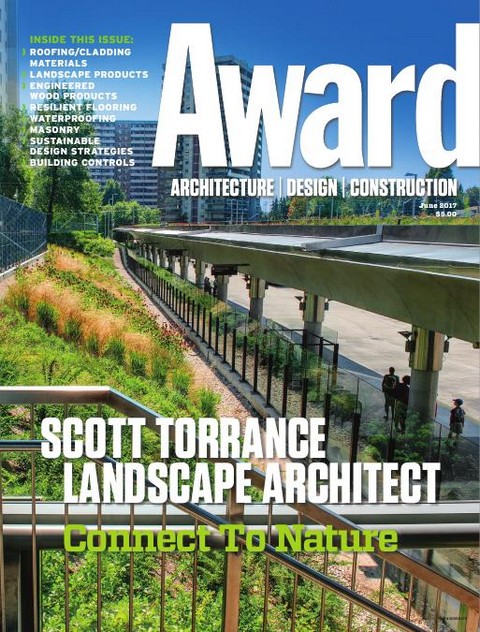 INSIDE THIS ISSUE:
ROOFING/CLADDING
MATERIALS
LANDSCAPE PRODUCTS
ENGINEERED
WOOD PRODUCTS
RESILIENT FLOORING
WATERPROOFING
MASONRY
SUSTAINABLE
DESIGN STRATEGIES
BUILDING CONTROLS
Award
ARCHITECTURE | DESIGN | CONSTRUCTION
June 2017
$5.00
SCOTT TORRANCE
LANDSCAPE ARCHITECT
Connect To Nature